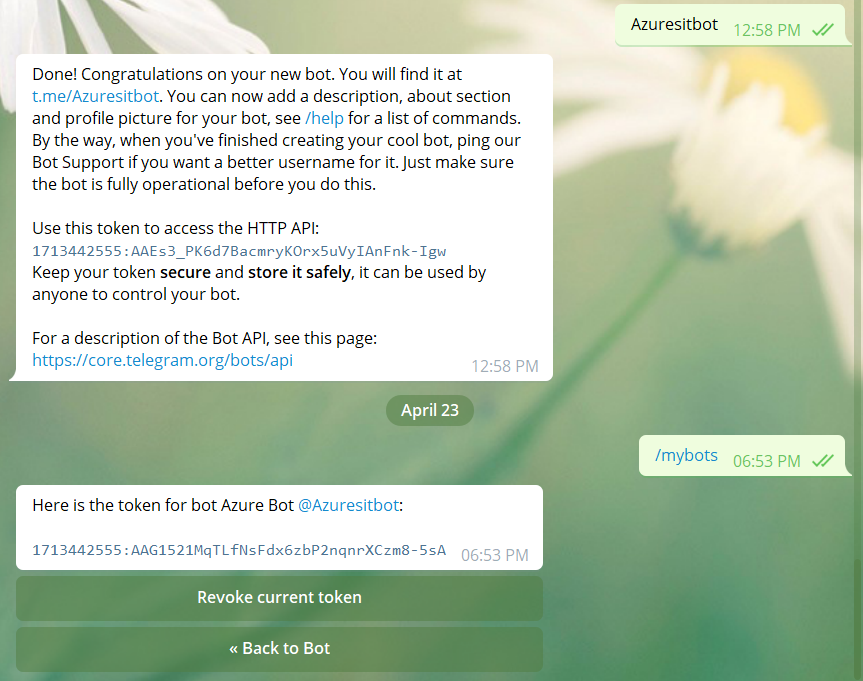 Azuresitbot 12:58 PM
Done! Congratulations on your new bot. You will find it at
t.me/Azuresitbot. You can now add a description, about section
and profile picture for your bot, see /help for a list of commands.
By the way, when you've finished creating your cool bot, ping our
Bot Support if you want a better username for it. Just make sure
the bot is fully operational before you do this.
Use this token to access the HTTP API:
1713442555:AAEs3_PK6d7BacmryKOrx5uVyIAnFnk-Igw
Keep your token secure and store it safely, it can be used by
anyone to control your bot.
For a description of the Bot API, see this page:
https://core.telegram.org/bots/api 12:58 PM
April 23
/mybots 06:53 PM
Here is the token for bot Azure Bot @Azuresitbot:
1713442555:AAG1521MqTLfNsFdx6zbP2nqnrXCzm8-5sA 06:53 PM
Revoke current token
« Back to Bot